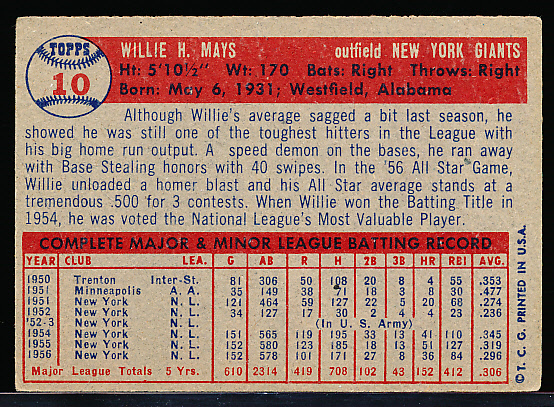 TOPPS
10
WILLIE H. MAYS outfield NEW YORK GIANTS
Ht: 5'10½" Wt: 170 Bats: Right Throws: Right
Born: May 6, 1931; Westfield, Alabama
Although Willie's average sagged a bit last season, he
showed he was still one of the toughest hitters in the League with
his big home run output. A speed demon on the bases, he ran away
with Base Stealing honors with 40 swipes. In the '56 All Star Game,
Willie unloaded a homer blast and his All Star average stands at a
tremendous .500 for 3 contests. When Willie won the Batting Title in
1954, he was voted the National League's Most Valuable Player.
COMPLETE MAJOR & MINOR LEAGUE BATTING RECORD
YEAR CLUB LEA. G AB R H 2B 3B HR RBI AVG.
1950 Trenton Inter-St. 81 306 50 108 20 8 4 55 .353
1951 Minneapolis A. A. 35 149 38 71 18 3 8 30 .477
1951 New York N. L. 121 464 59 127 22 5 20 68 .274
1952 New York N. L. 34 127 17 30 2 4 4 23 .236
'52-3 New York N. L. (In U. S. Army)
1954 New York N. L. 151 565 119 195 33 13 41 110 .345
1955 New York N. L. 152 580 123 185 18 13 51 127 .319
1956 New York N. L. 152 578 101 171 27 8 36 84 .296
Major League Totals 5 Yrs. 610 2314 419 708 102 43 152 412 .306
© T. C. G. PRINTED IN U.S.A.